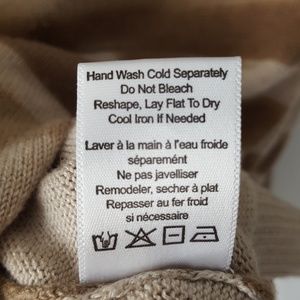 Hand Wash Cold Separately
Do Not Bleach
Reshape, Lay Flat To Dry
Cool Iron If Needed
Laver à la main à l'eau froide
séparemént
Ne pas javelliser
Remodeler, secher à plat
Repasser au fer froid
si nécessaire